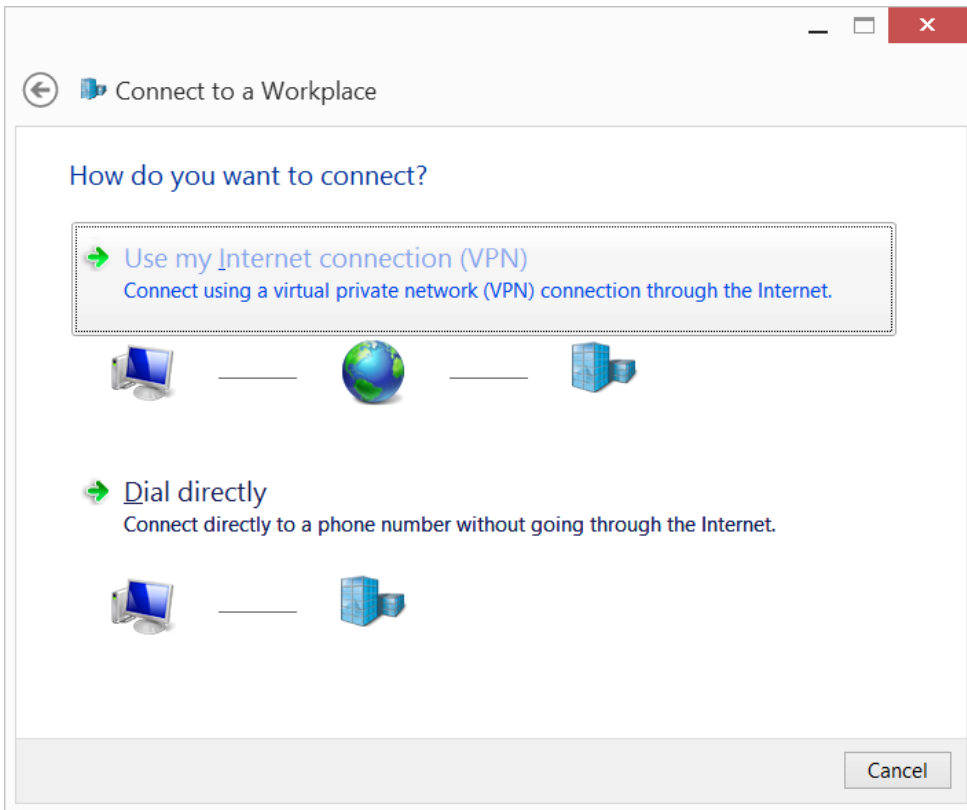 Connect to a Workplace
How do you want to connect?
Use my Internet connection (VPN)
Connect using a virtual private network (VPN) connection through the Internet.
Dial directly
Connect directly to a phone number without going through the Internet.
Cancel